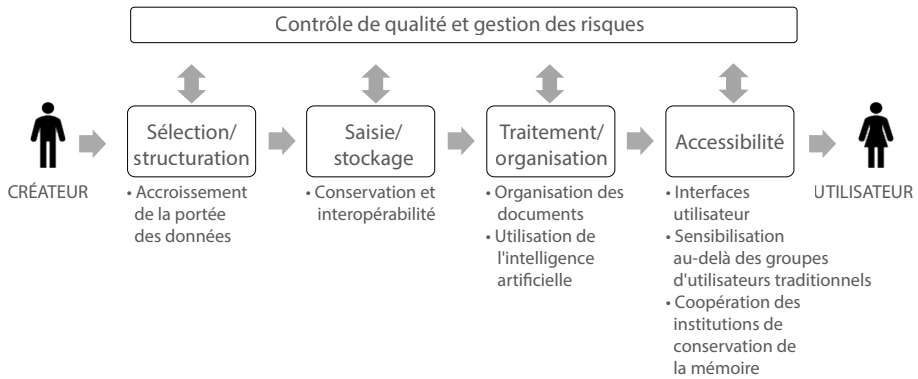 Contrôle de qualité et gestion des risques
CRÉATEUR
Sélection/
structuration
• Accroissement
de la portée
des données
Saisie/
stockage
• Conservation et
interopérabilité
Traitement/
organisation
• Organisation des
documents
• Utilisation de
l'intelligence
artificielle
Accessibilité
• Interfaces
utilisateur
• Sensibilisation
au-delà des groupes
d'utilisateurs traditionnels
• Coopération des
institutions de
conservation de
la mémoire
UTILISATEUR